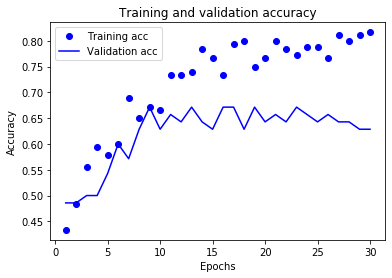 Training and validation accuracy
Training acc
Validation acc
Accuracy
0.80
0.75
0.70
0.65
0.60
0.55
0.50
0.45
0 5 10 15 20 25 30
Epochs